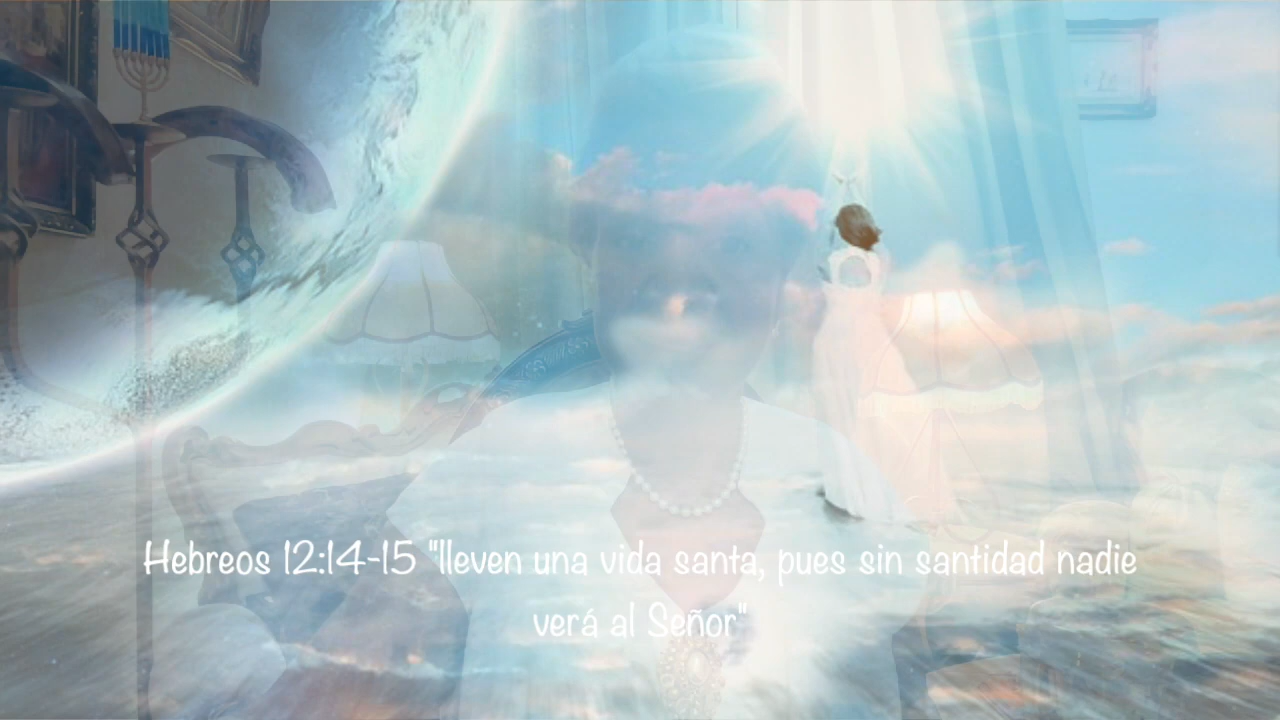 Hebreos 12:14-15 "lleven una vida santa, pues sin santidad nadie
verá al Señor"